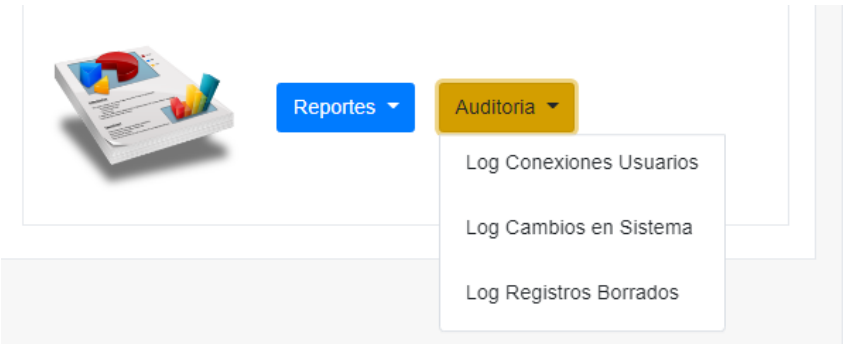 Reportes
Auditoria
Log Conexiones Usuarios
Log Cambios en Sistema
Log Registros Borrados